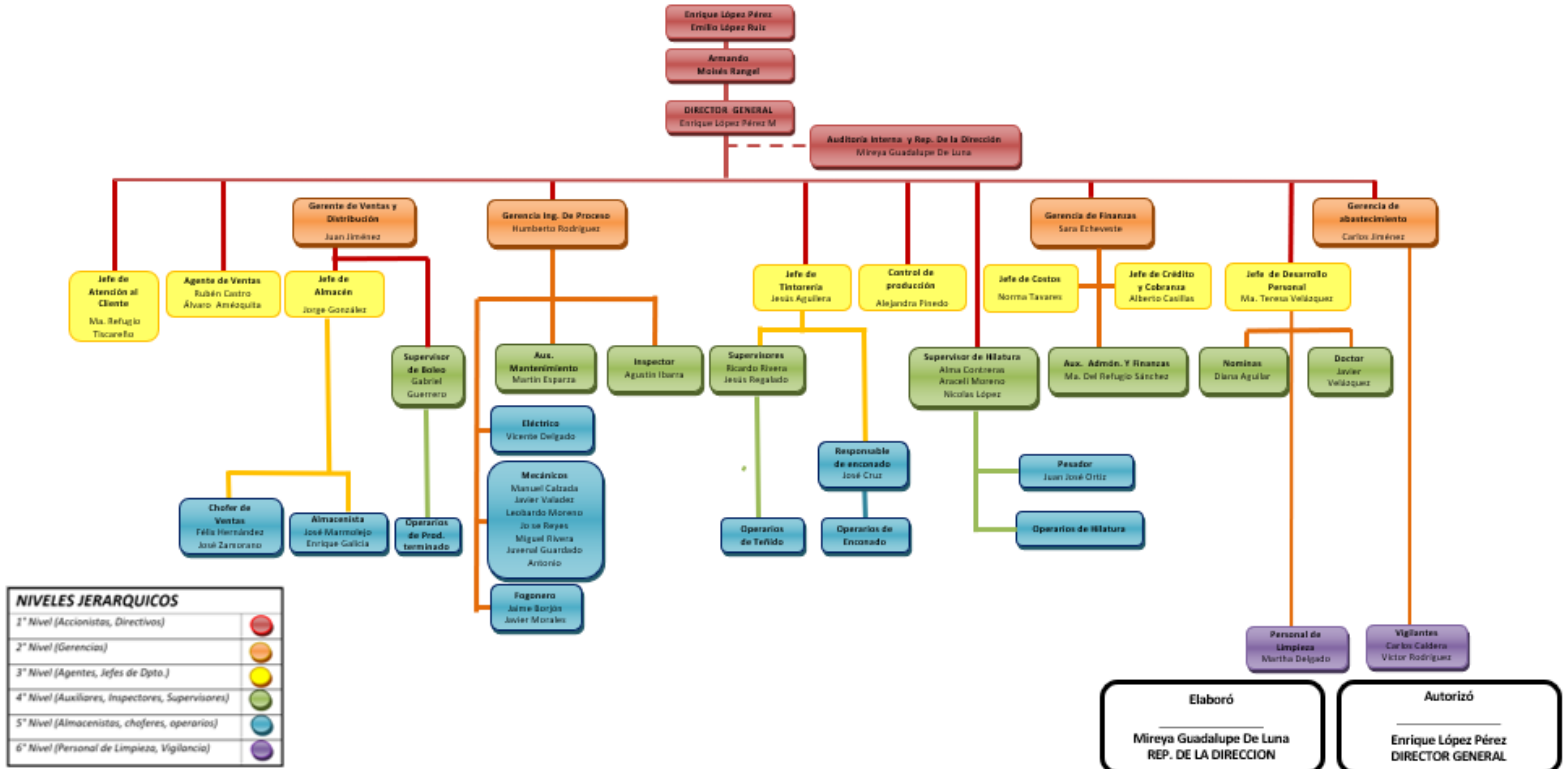 Enrique López Pérez
Emilio López Ruiz
Armando
Moisés Rangel
DIRECTOR GENERAL
Enrique López Pérez M
Auditoría Interna y Rep. De la Dirección
Mireya Guadalupe De Luna
Gerente de Ventas y
Distribución
Juan Jiménez
Gerencia Ing. De Proceso
Humberto Rodríguez
Gerencia de Finanzas
Sara Echeveste
Gerencia de
abastecimiento
Carlos Jiménez
Jefe de
Atención al
Cliente
Ma. Refugio
Tiscareño
Agente de Ventas
Rubén Castro
Álvaro Amézquita
Jefe de
Almacén
Jorge González
Jefe de
Tintorería
Jesús Aguilera
Control de
producción
Alejandra Pinedo
Jefe de Costos
Norma Tavares
Jefe de Crédito
y Cobranza
Alberto Casillas
Jefe de Desarrollo
Personal
Ma. Teresa Velázquez
Supervisor
de Boleo
Gabriel
Guerrero
Aux.
Mantenimiento
Martin Esparza
Inspector
Agustín Ibarra
Supervisores
Ricardo Rivera
Jesús Regalado
Supervisor de Hilatura
Alma Contreras
Araceli Moreno
Nicolas López
Aux. Admón. Y Finanzas
Ma. Del Refugio Sánchez
Nominas
Diana Aguilar
Doctor
Javier
Velázquez
Eléctrico
Vicente Delgado
Responsable
de enconado
José Cruz
Pesador
Juan José Ortiz
Mecánicos
Manuel Calzada
Javier Valadez
Leobardo Moreno
Jo se Reyes
Miguel Rivera
Juvenal Guardado
Antonio
Chofer de
Ventas
Félix Hernández
José Zamorano
Almacenista
José Marmolejo
Enrique Galicia
Operarios
de Prod.
terminado
Operarios
de Teñido
Operarios de
Enconado
Operarios de Hilatura
Fogonero
Jaime Borjón
Javier Morales
Personal de
Limpieza
Martha Delgado
Vigilantes
Carlos Caldera
Víctor Rodríguez
NIVELES JERARQUICOS
1° Nivel (Accionistas, Directivos)
2° Nivel (Gerencias)
3° Nivel (Agentes, Jefes de Dpto.)
4° Nivel (Auxiliares, Inspectores, Supervisores)
5° Nivel (Almacenistas, choferes, operarios)
6° Nivel (Personal de Limpieza, Vigilancia)
Elaboró
Mireya Guadalupe De Luna
REP. DE LA DIRECCION
Autorizó
Enrique López Pérez
DIRECTOR GENERAL